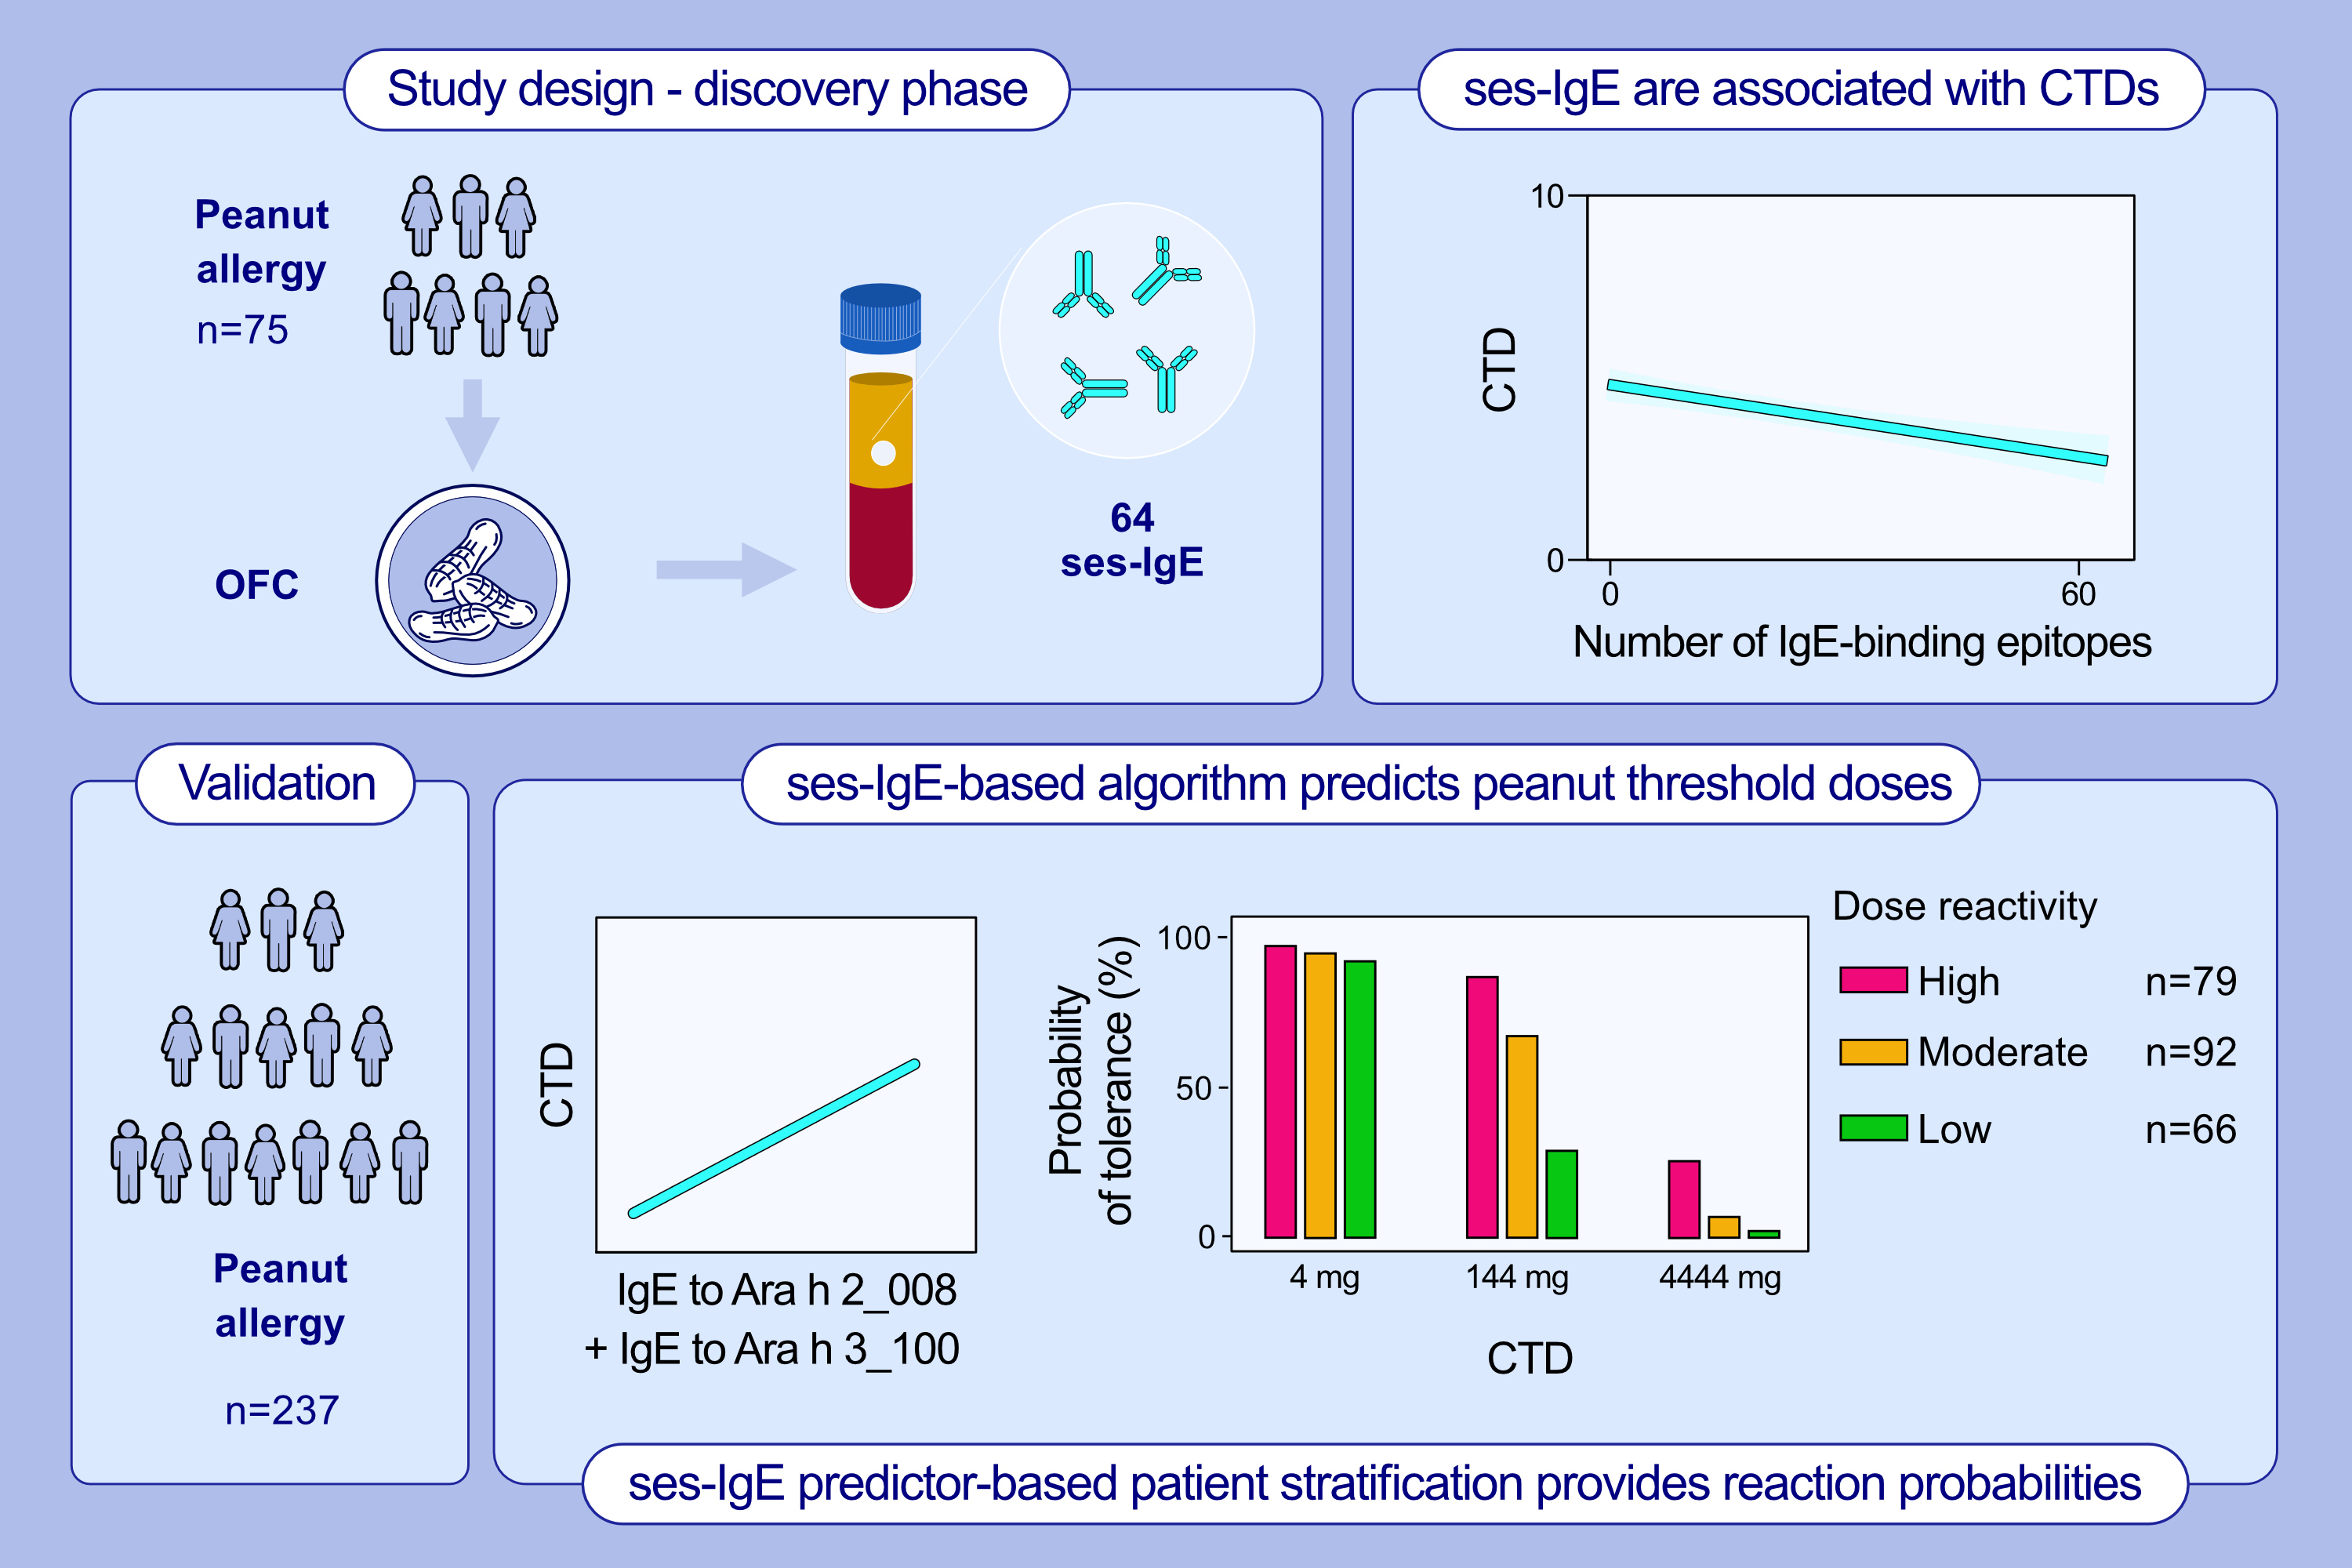 Study design - discovery phase
Peanut
allergy
n=75
OFC
64
ses-IgE
ses-IgE are associated with CTDs
10
CTD
0
0
60
Number of IgE-binding epitopes
Validation
Peanut
allergy
n=237
ses-IgE-based algorithm predicts peanut threshold doses
CTD
IgE to Ara h 2_008
+ IgE to Ara h 3_100
Probability
of tolerance (%)
100
50
0
4 mg
144 mg
4444 mg
CTD
Dose reactivity
High n=79
Moderate n=92
Low n=66
ses-IgE predictor-based patient stratification provides reaction probabilities